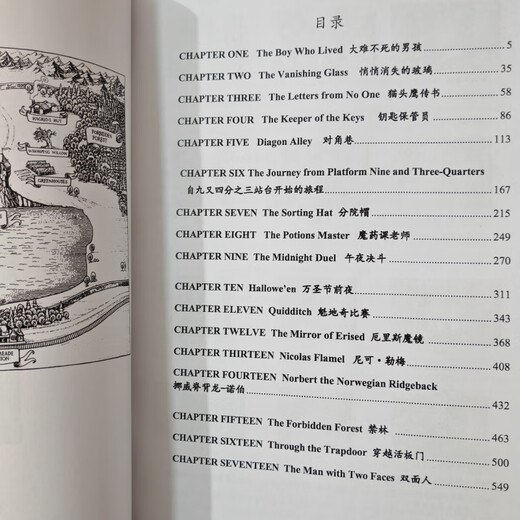 HAGRID'S HUT
FORBIDDEN
FOREST
WHOMPING WILLOW
GREENHOUSES
目录
CHAPTER ONE The Boy Who Lived 大难不死的男孩 5
CHAPTER TWO The Vanishing Glass 悄悄消失的玻璃 35
CHAPTER THREE The Letters from No One 猫头鹰传书 58
CHAPTER FOUR The Keeper of the Keys 钥匙保管员 86
CHAPTER FIVE Diagon Alley 对角巷 113
CHAPTER SIX The Journey from Platform Nine and Three-Quarters
自九又四分之三站台开始的旅程 167
CHAPTER SEVEN The Sorting Hat 分院帽 215
CHAPTER EIGHT The Potions Master 魔药课老师 249
CHAPTER NINE The Midnight Duel 午夜决斗 270
CHAPTER TEN Hallowe'en 万圣节前夜 311
CHAPTER ELEVEN Quidditch 魁地奇比赛 343
CHAPTER TWELVE The Mirror of Erised 厄里斯魔镜 368
CHAPTER THIRTEEN Nicolas Flamel 尼可·勒梅 408
CHAPTER FOURTEEN Norbert the Norwegian Ridgeback
挪威脊背龙-诺伯 432
CHAPTER FIFTEEN The Forbidden Forest 禁林 463
CHAPTER SIXTEEN Through the Trapdoor 穿越活板门 500
CHAPTER SEVENTEEN The Man with Two Faces 双面人 549